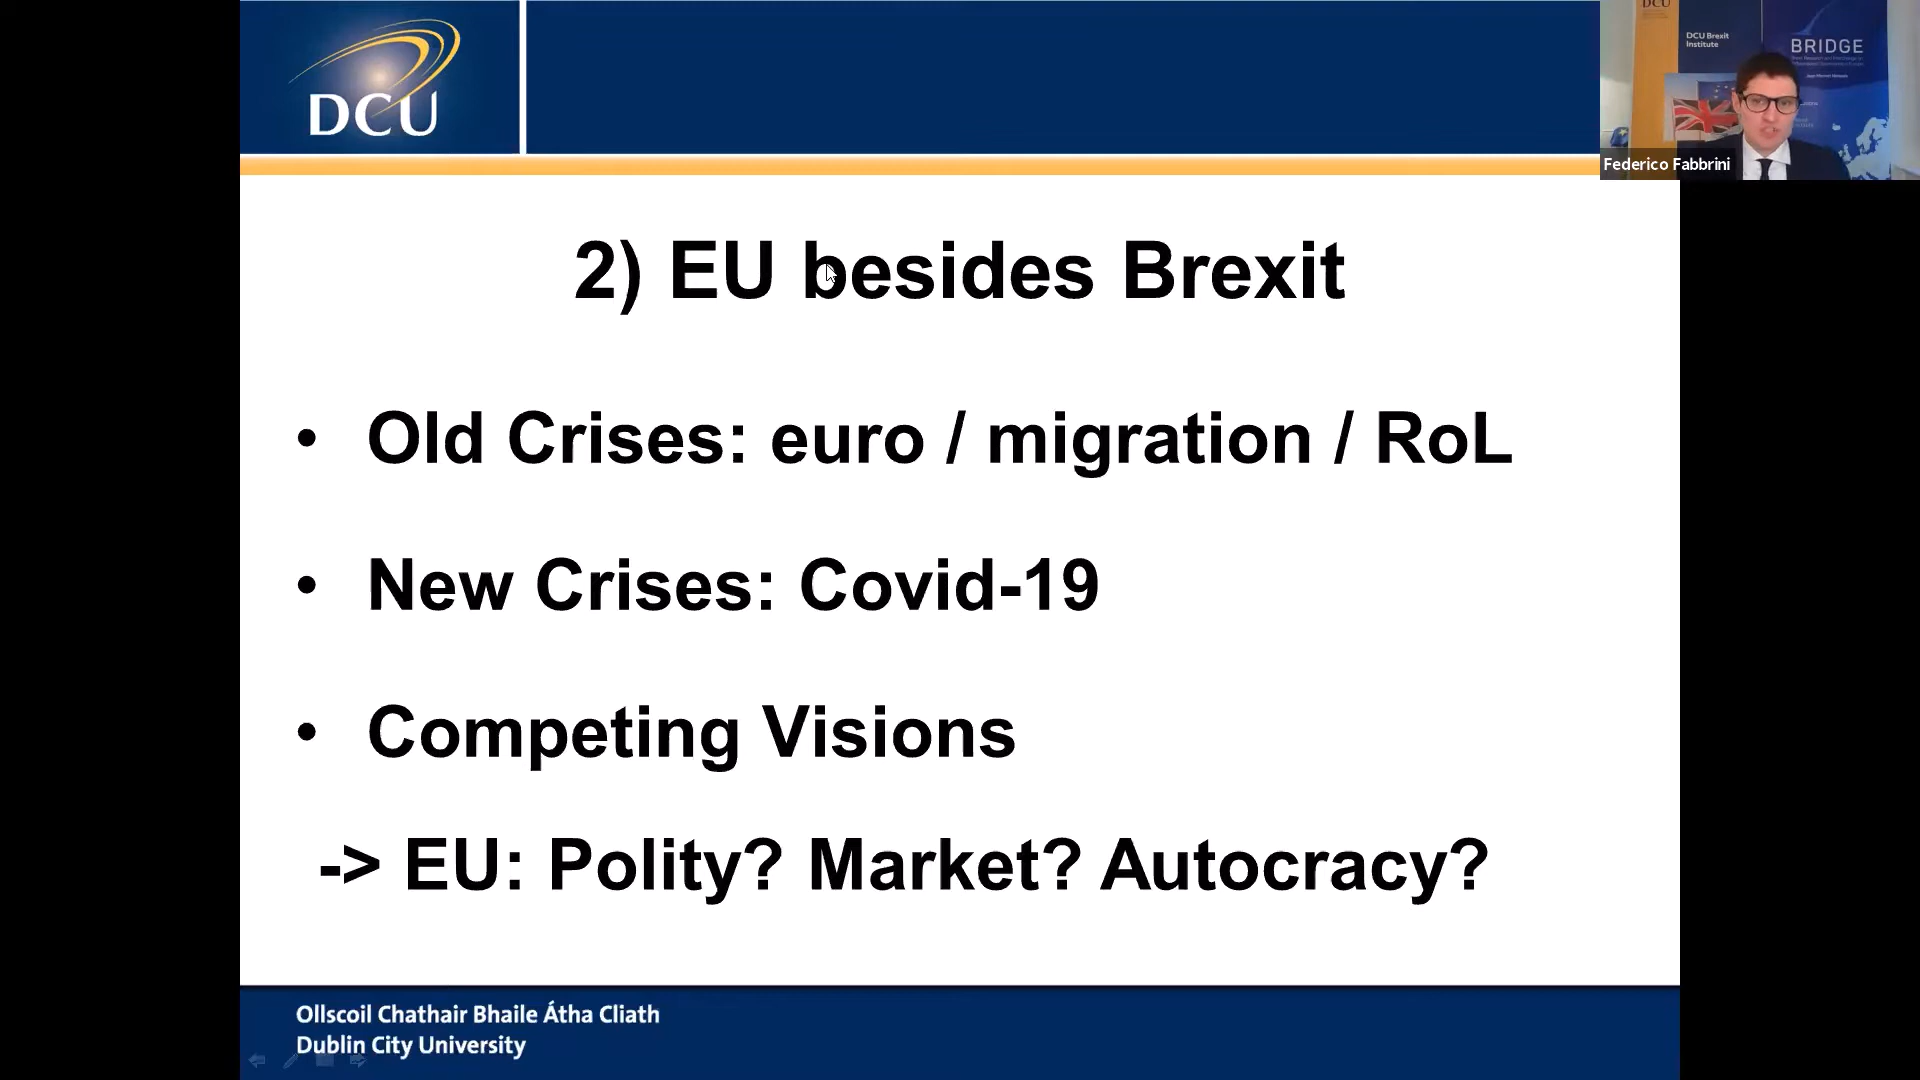 DCU
DCU
DCU Brexit
Institute
BRIDGE
Federico Fabbrini
2) EU besides Brexit
• Old Crises: euro / migration / RoL
• New Crises: Covid-19
• Competing Visions
-> EU: Polity? Market? Autocracy?
Ollscoil Chathair Bhaile Átha Cliath
Dublin City University